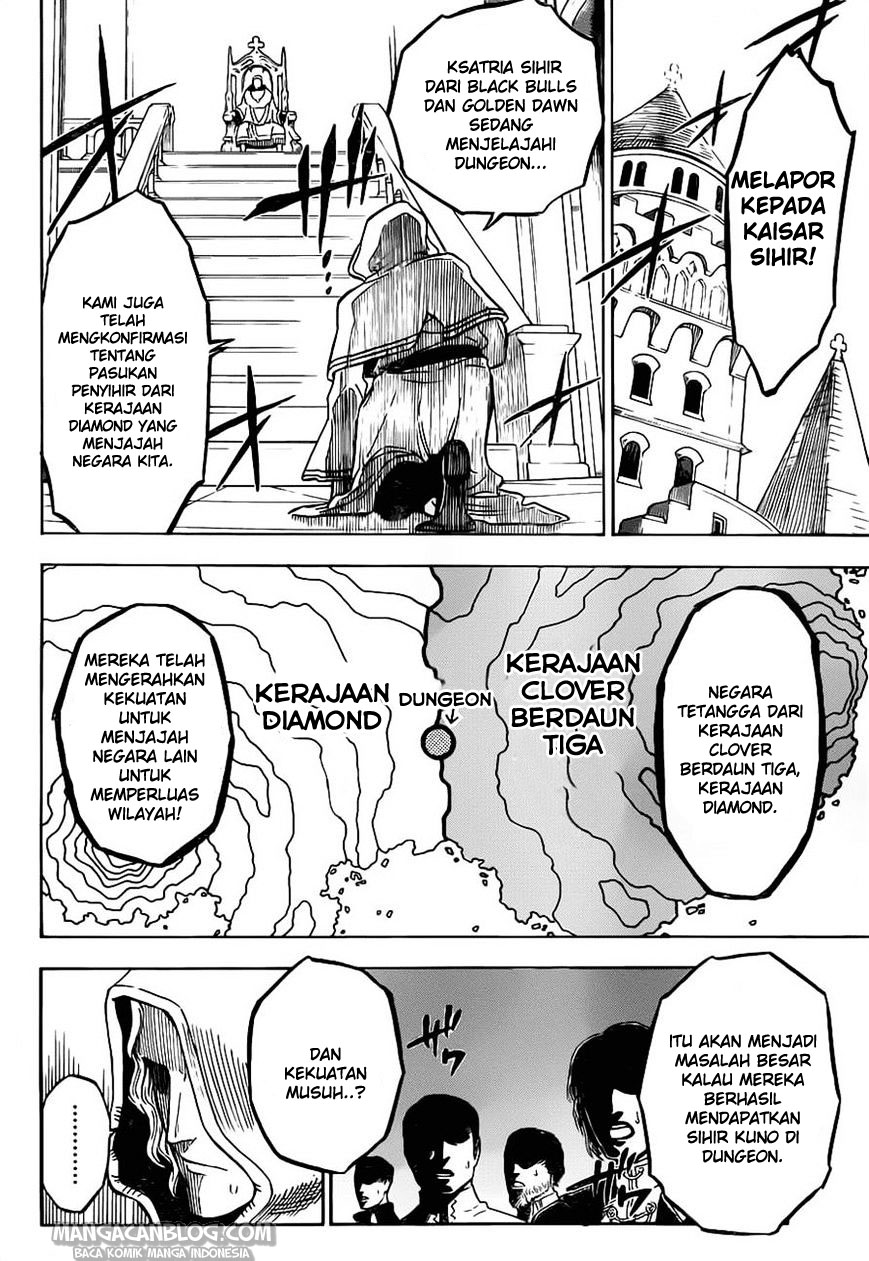 MELAPOR
KEPADA
KAISAR
SIHIR!
KSATRIA SIHIR
DARI BLACK BULLS
DAN GOLDEN DAWN
SEDANG
MENJELAJAHI
DUNGEON...
KAMI JUGA
TELAH
MENGKONFIRMASI
TENTANG
PASUKAN
PENYIHIR DARI
KERAJAAN
DIAMOND YANG
MENJAJAH
NEGARA KITA.
NEGARA
TETANGGA DARI
KERAJAAN
CLOVER
BERDAUN TIGA,
KERAJAAN
DIAMOND.
KERAJAAN
CLOVER
BERDAUN
TIGA
DUNGEON
KERAJAAN
DIAMOND
MEREKA TELAH
MENGERAHKAN
KEKUATAN
UNTUK
MENJAJAH
NEGARA LAIN
UNTUK
MEMPERLUAS
WILAYAH!
ITU AKAN MENJADI
MASALAH BESAR
KALAU MEREKA
BERHASIL
MENDAPATKAN
SIHIR KUNO DI
DUNGEON.
DAN
KEKUATAN
MUSUH..?
..........
MANGACANBLOG.COM
BACA KOMIK MANGA INDONESIA